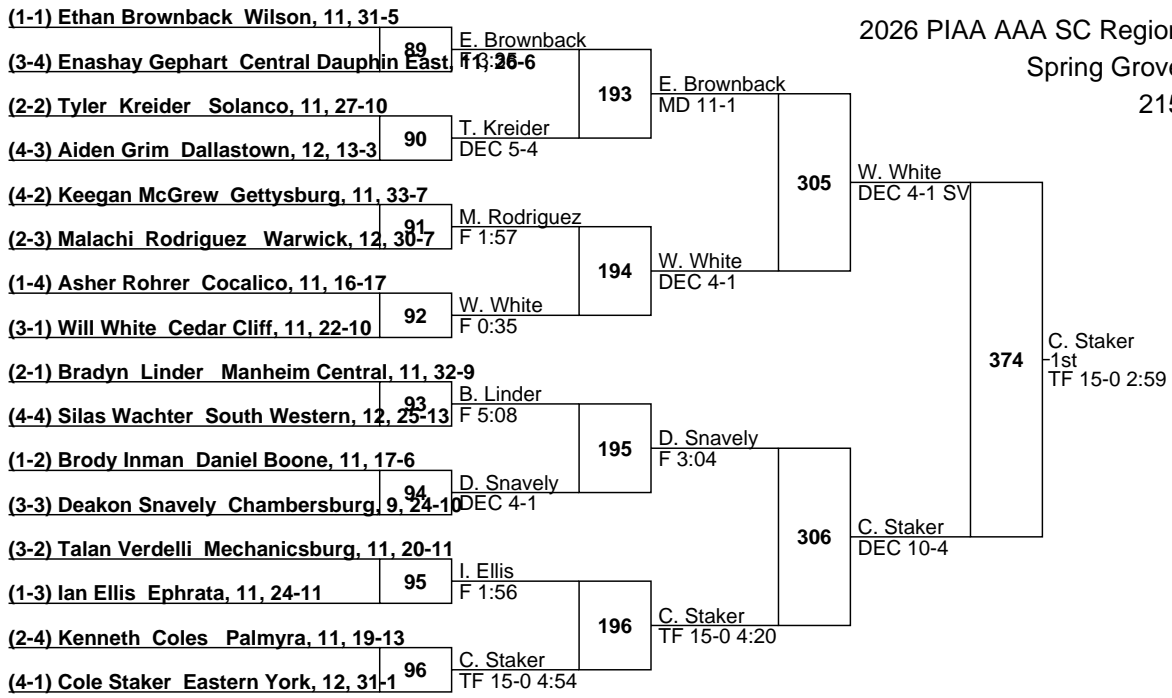 2026 PIAA AAA SC Region
Spring Grove
215
(1-1) Ethan Brownback Wilson, 11, 31-5
(3-4) Enashay Gephart Central Dauphin East, 11, 26-6
(2-2) Tyler Kreider Solanco, 11, 27-10
(4-3) Aiden Grim Dallastown, 12, 13-3
(4-2) Keegan McGrew Gettysburg, 11, 33-7
(2-3) Malachi Rodriguez Warwick, 12, 30-7
(1-4) Asher Rohrer Cocalico, 11, 16-17
(3-1) Will White Cedar Cliff, 11, 22-10
(2-1) Bradyn Linder Manheim Central, 11, 32-9
(4-4) Silas Wachter South Western, 12, 25-13
(1-2) Brody Inman Daniel Boone, 11, 17-6
(3-3) Deakon Snavely Chambersburg, 9, 24-10
(3-2) Talan Verdelli Mechanicsburg, 11, 20-11
(1-3) Ian Ellis Ephrata, 11, 24-11
(2-4) Kenneth Coles Palmyra, 11, 19-13
(4-1) Cole Staker Eastern York, 12, 31-1
89
E. Brownback
90
T. Kreider
DEC 5-4
91
M. Rodriguez
F 1:57
92
W. White
F 0:35
93
B. Linder
F 5:08
94
D. Snavely
DEC 4-1
95
I. Ellis
F 1:56
96
C. Staker
TF 15-0 4:54
193
E. Brownback
MD 11-1
194
W. White
DEC 4-1
195
D. Snavely
F 3:04
196
C. Staker
TF 15-0 4:20
305
W. White
DEC 4-1 SV
306
C. Staker
DEC 10-4
374
C. Staker
1st
TF 15-0 2:59